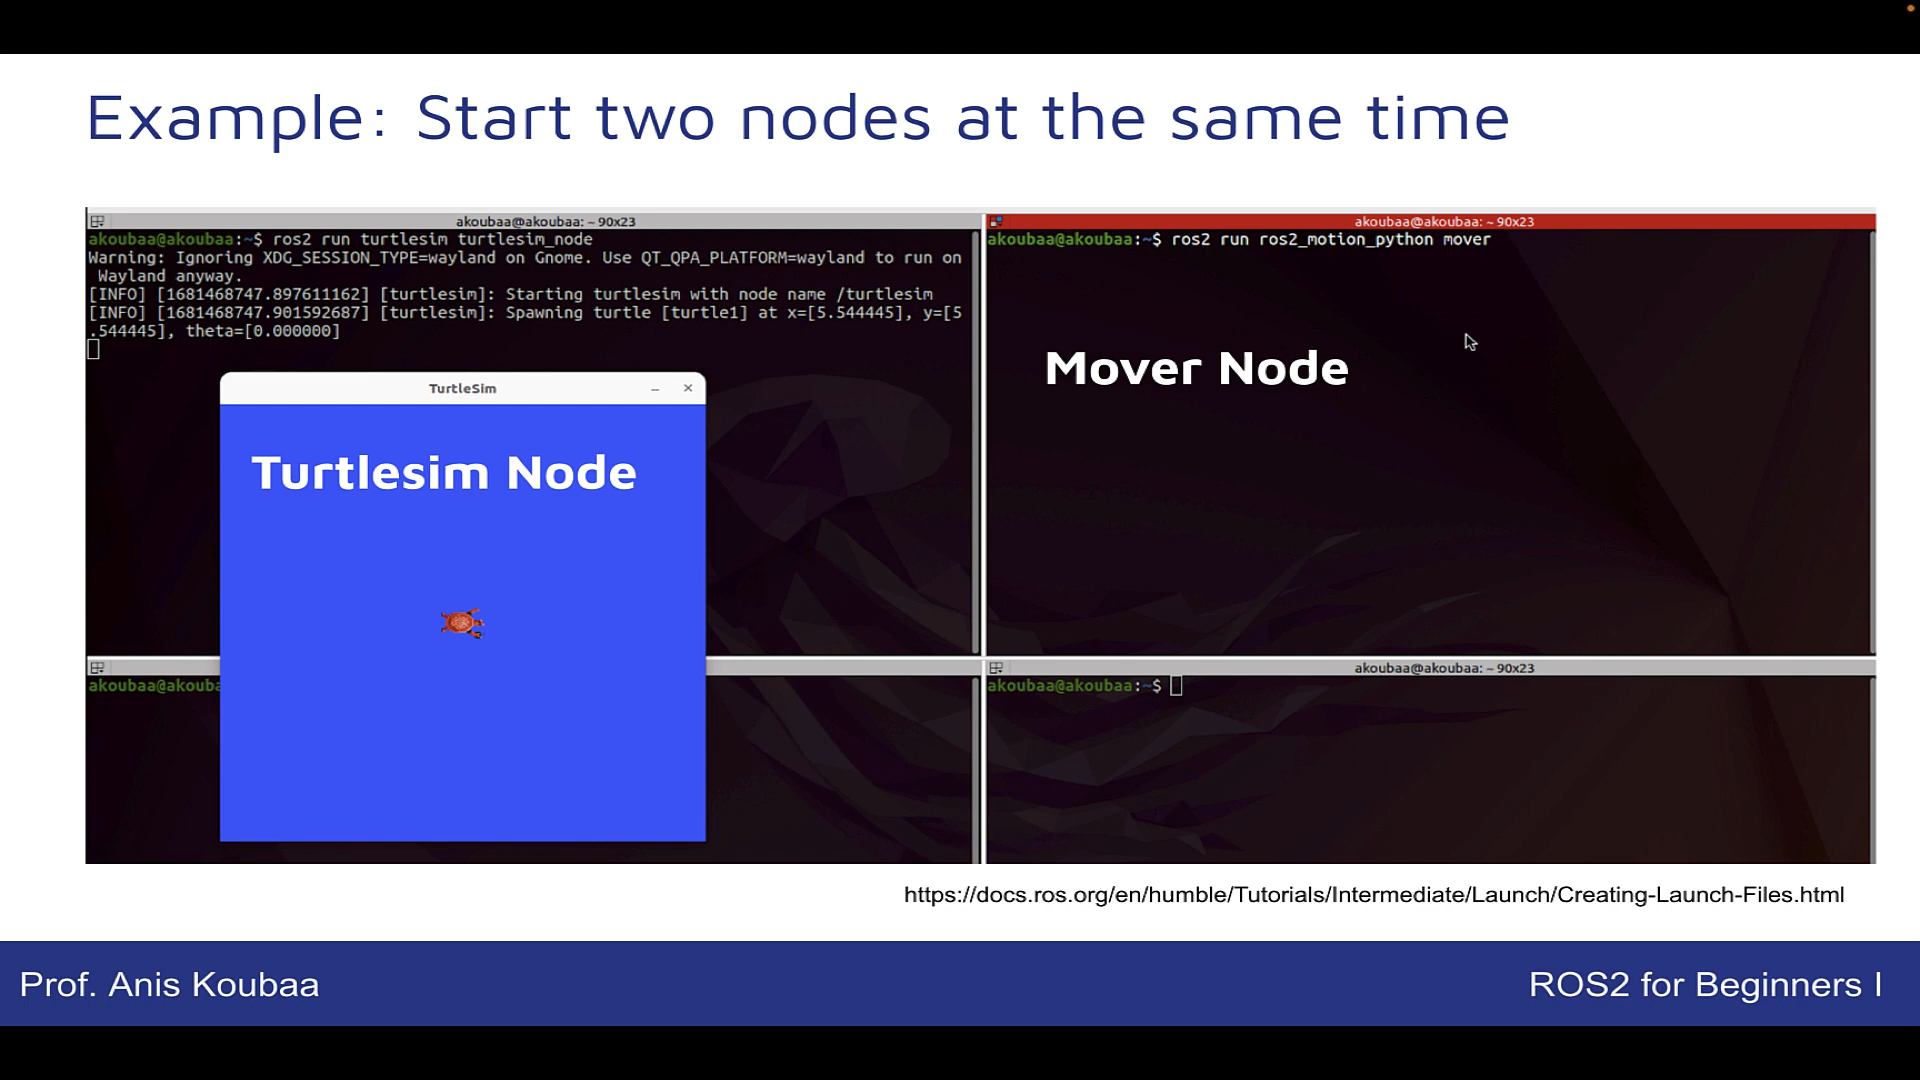 Example: Start two nodes at the same time
akoubaa@akoubaa: ~ 90x23
akoubaa@akoubaa:~$ ros2 run turtlesim turtlesim_node
Warning: Ignoring XDG_SESSION_TYPE=wayland on Gnome. Use QT_QPA_PLATFORM=wayland to run on
Wayland anyway.
[INFO] [1681468747.897611162] [turtlesim]: Starting turtlesim with node name /turtlesim
[INFO] [1681468747.901592687] [turtlesim]: Spawning turtle [turtle1] at x=[5.544445], y=[5
.544445], theta=[0.000000]
TurtleSim
Turtlesim Node
akoubaa@akouba
akoubaa@akoubaa: ~ 90x23
akoubaa@akoubaa:~$ ros2 run ros2_motion_python mover
Mover Node
akoubaa@akoubaa: ~ 90x23
akoubaa@akoubaa:~$
https://docs.ros.org/en/humble/Tutorials/Intermediate/Launch/Creating-Launch-Files.html
Prof. Anis Koubaa
ROS2 for Beginners I